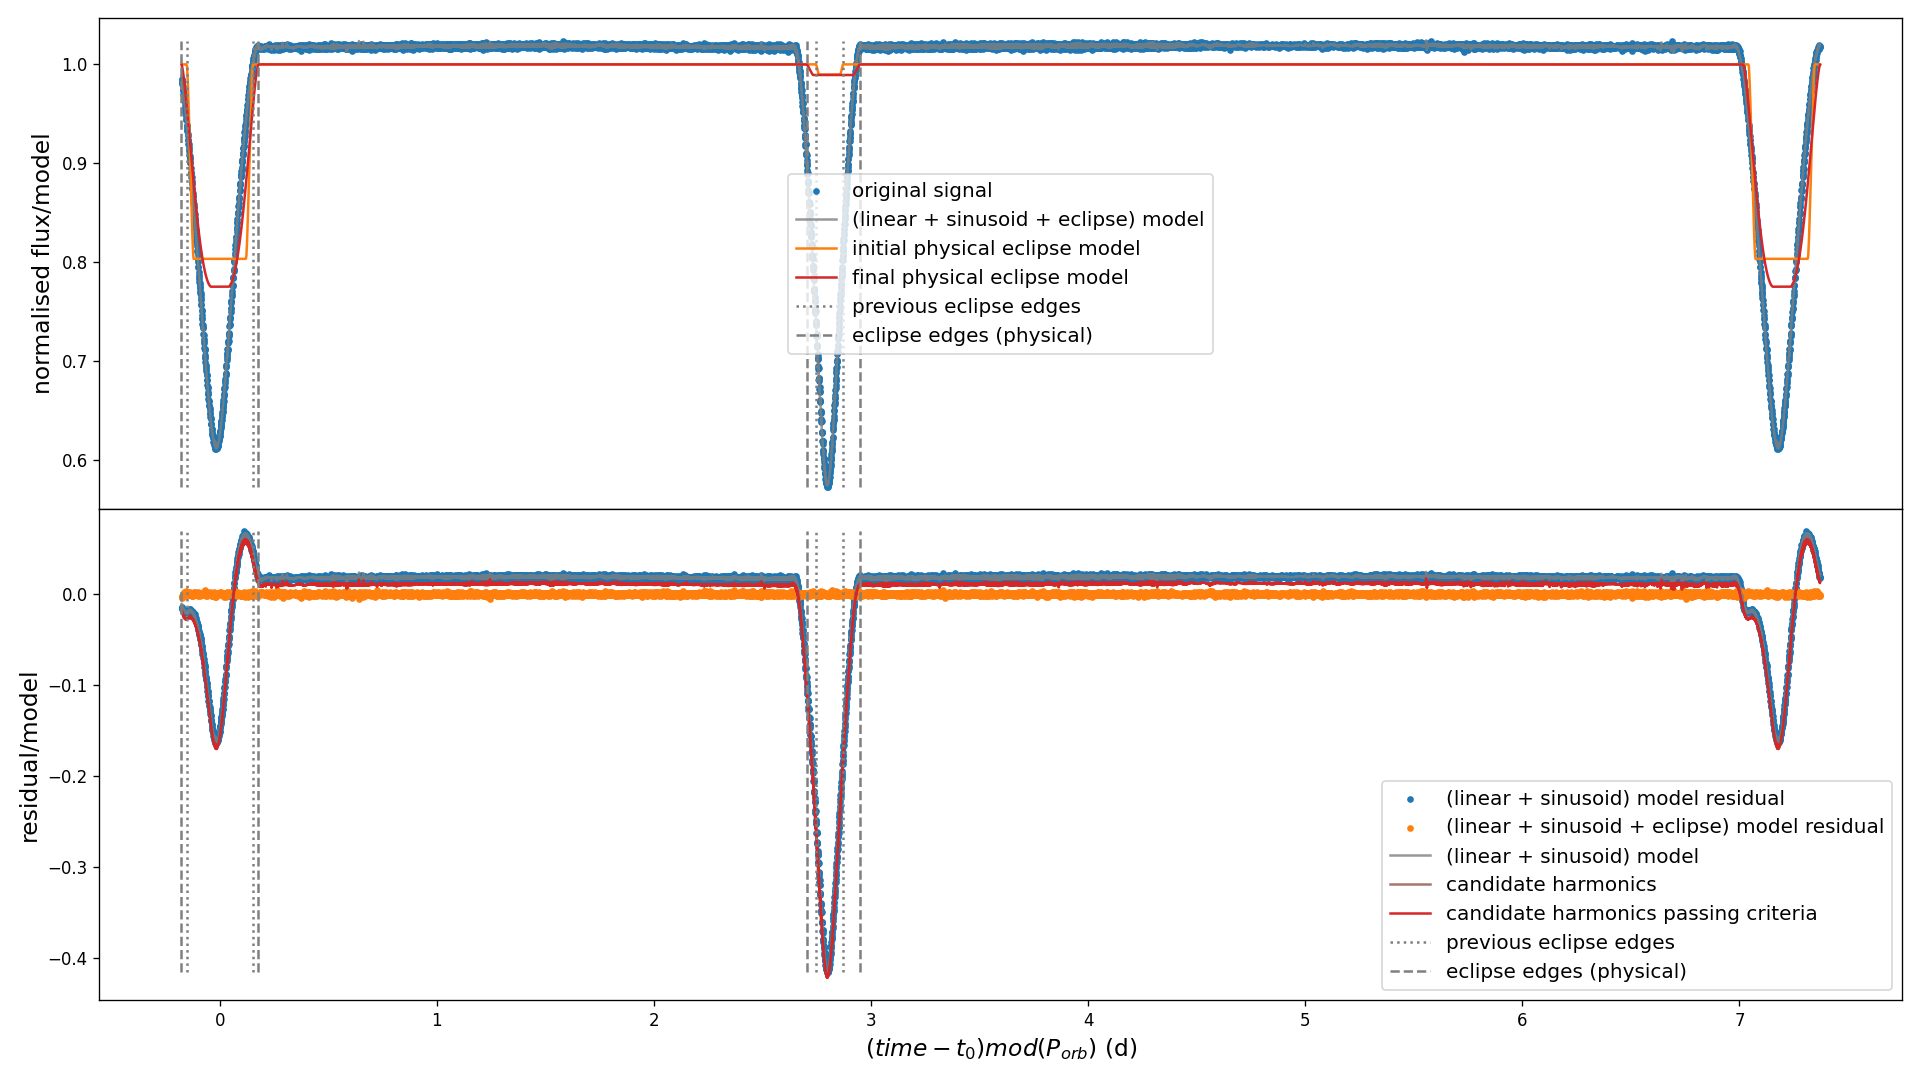 normalised flux/model
1.0
0.9
0.8
0.7
0.6
original signal
(linear + sinusoid + eclipse) model
initial physical eclipse model
final physical eclipse model
previous eclipse edges
eclipse edges (physical)
residual/model
0.0
−0.1
−0.2
−0.3
−0.4
(linear + sinusoid) model residual
(linear + sinusoid + eclipse) model residual
(linear + sinusoid) model
candidate harmonics
candidate harmonics passing criteria
previous eclipse edges
eclipse edges (physical)
0 1 2 3 4 5 6 7
(time − t₀)mod(P_orb) (d)